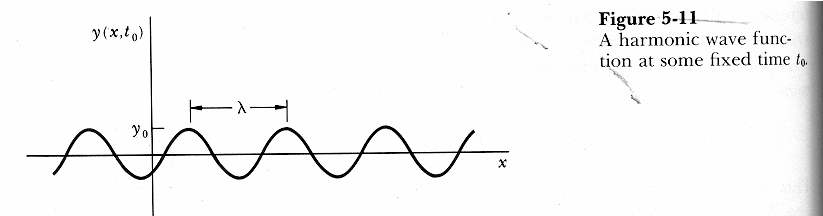 y(x,t₀)
λ
y₀
x
Figure 5-11
A harmonic wave func-
tion at some fixed time t₀.